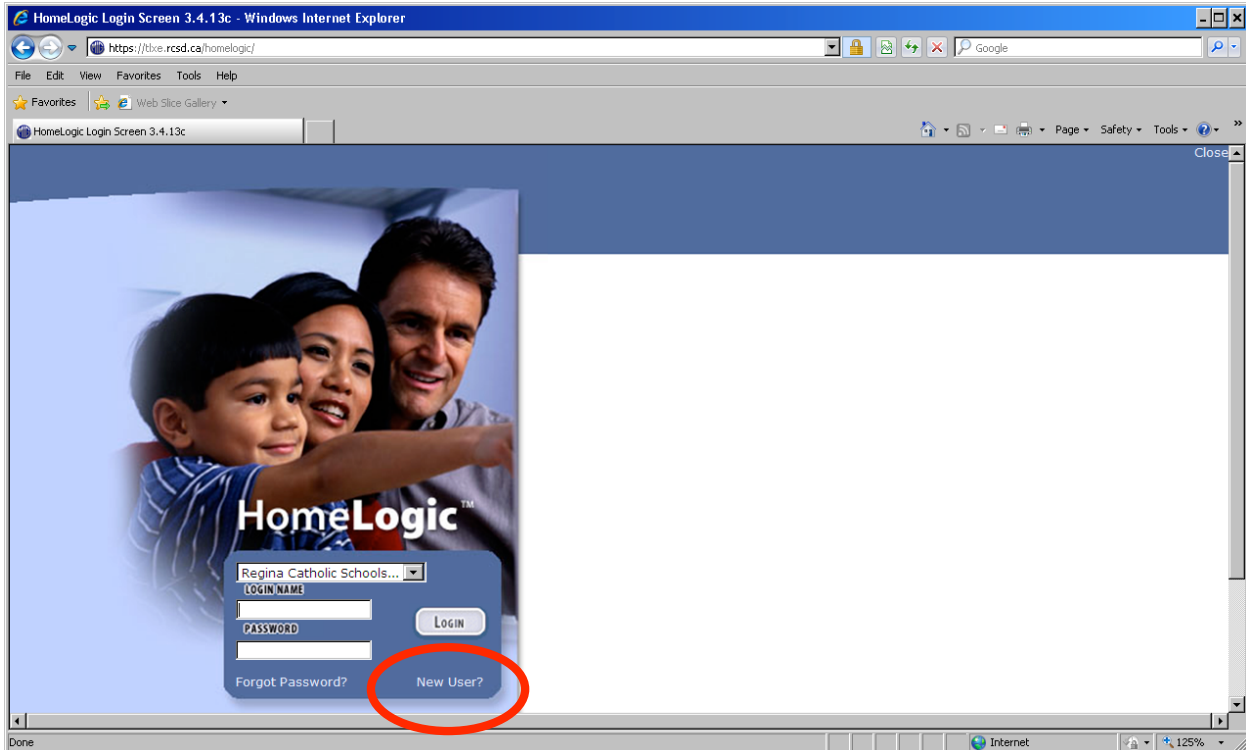 HomeLogic Login Screen 3.4.13c - Windows Internet Explorer
https://tlxe.rcsd.ca/homelogic/
Google
File Edit View Favorites Tools Help
Favorites Web Slice Gallery
HomeLogic Login Screen 3.4.13c
Page Safety Tools »
Close
HomeLogic™
Regina Catholic Schools...
LOGIN NAME
LOGIN
PASSWORD
Forgot Password? New User?
Done Internet 125%